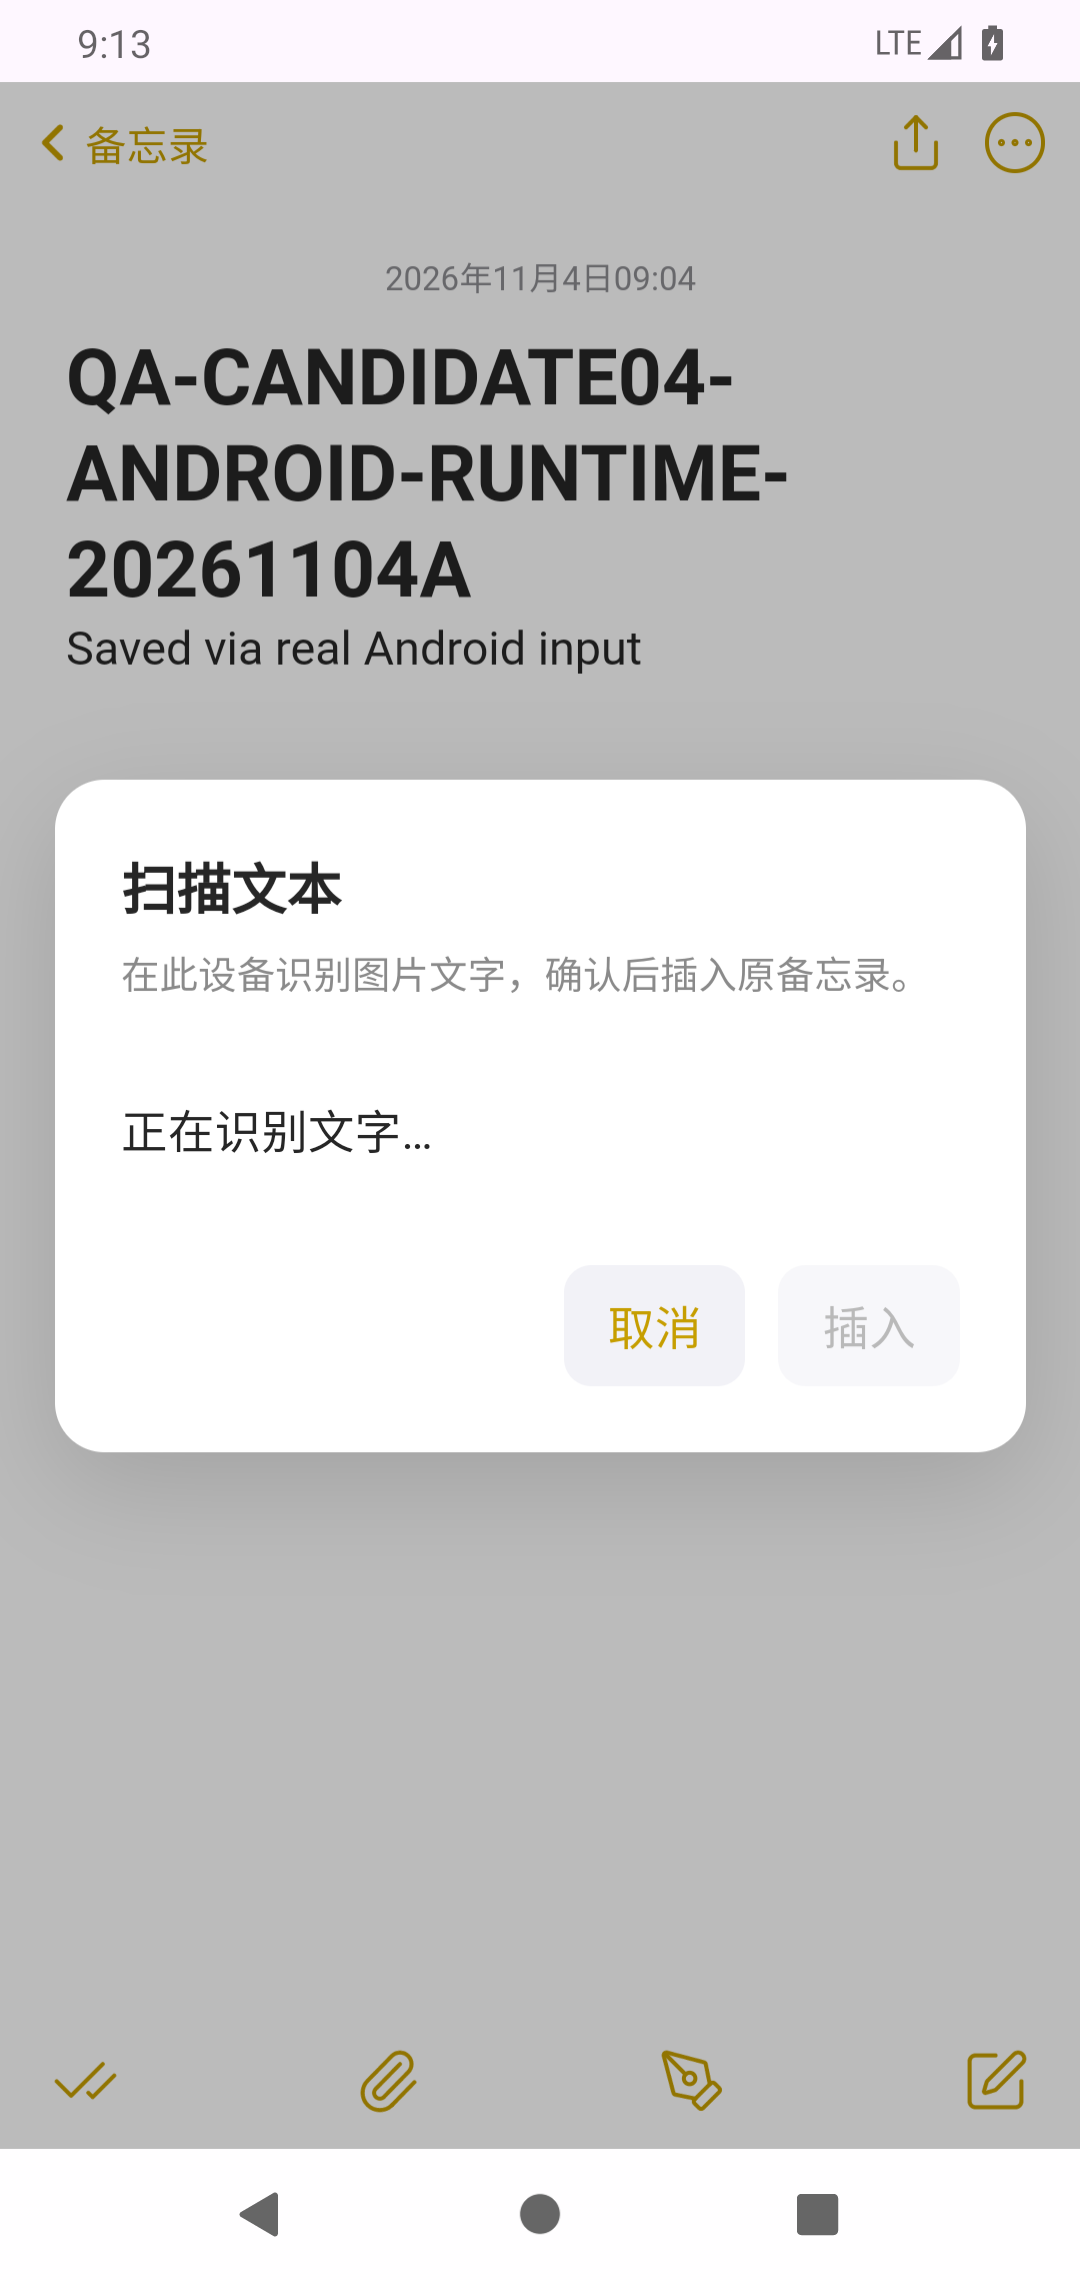 9:13
LTE
备忘录
2026年11月4日09:04
QA-CANDIDATE04-
ANDROID-RUNTIME-
20261104A
Saved via real Android input
扫描文本
在此设备识别图片文字，确认后插入原备忘录。
正在识别文字...
取消
插入